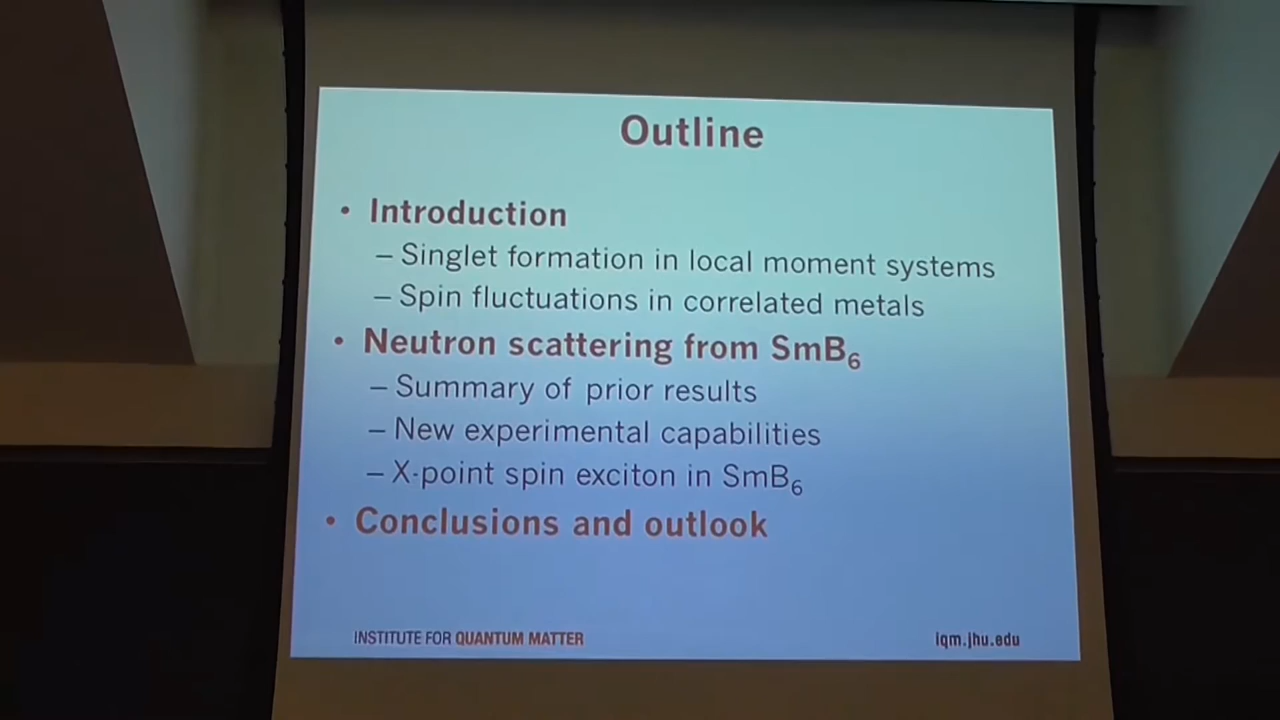 Outline
• Introduction
– Singlet formation in local moment systems
– Spin fluctuations in correlated metals
• Neutron scattering from SmB₆
– Summary of prior results
– New experimental capabilities
– X-point spin exciton in SmB₆
• Conclusions and outlook
INSTITUTE FOR QUANTUM MATTER
iqm.jhu.edu